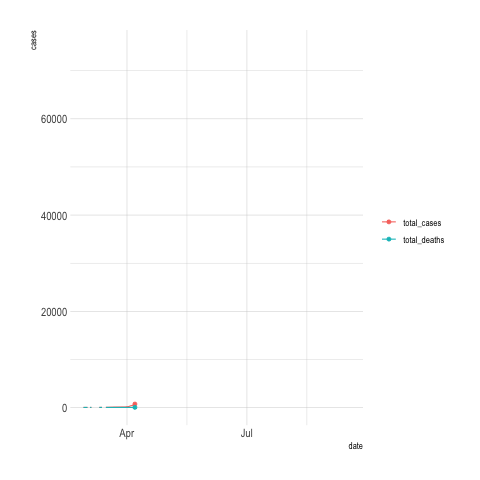 cases
60000
40000
20000
0
Apr Jul
date
total_cases
total_deaths